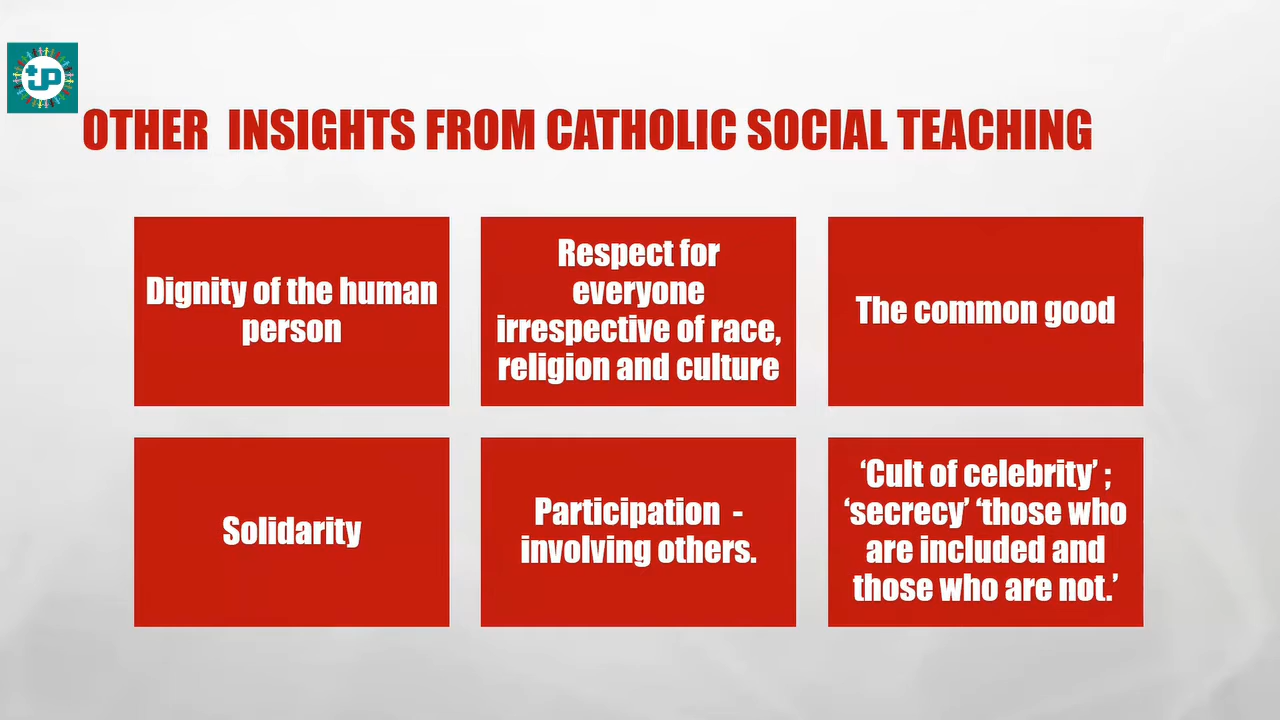 OTHER INSIGHTS FROM CATHOLIC SOCIAL TEACHING
Dignity of the human
person
Respect for
everyone
irrespective of race,
religion and culture
The common good
Solidarity
Participation -
involving others.
‘Cult of celebrity’ ;
‘secrecy’ ‘those who
are included and
those who are not.’